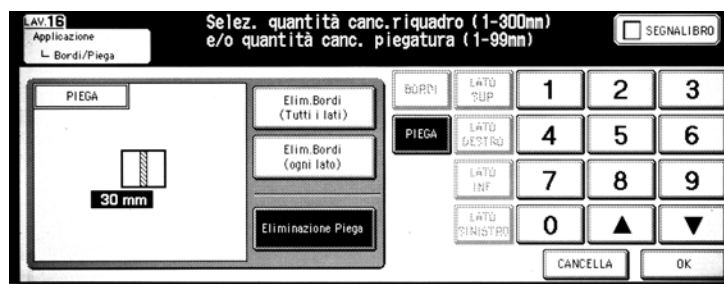 LAV.16
Applicazione
Bordi/Piega
Selez. quantità canc.riquadro (1-300mm)
e/o quantità canc. piegatura (1-99mm)
SEGNALIBRO
PIEGA
30 mm
Elim.Bordi
(Tutti i lati)
Elim.Bordi
(ogni lato)
Eliminazione Piega
BORDI
PIEGA
LATO
SUP
LATO
DESTRO
LATO
INF
LATO
SINISTRO
1 2 3
4 5 6
7 8 9
0 ▲ ▼
CANCELLA
OK